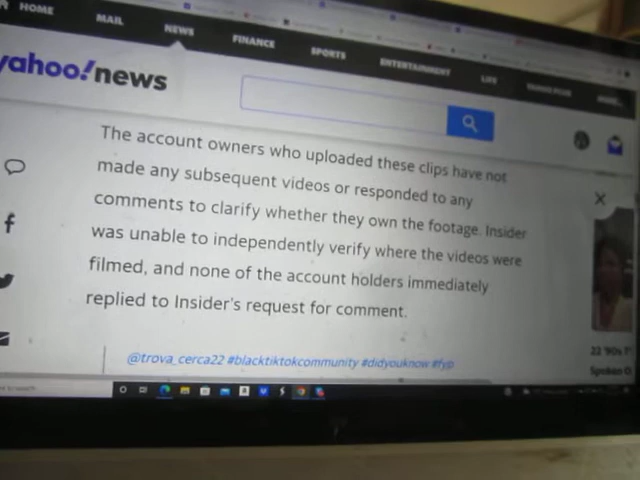 HOME MAIL NEWS FINANCE SPORTS ENTERTAINMENT LIFE
yahoo!news
The account owners who uploaded these clips have not
made any subsequent videos or responded to any
comments to clarify whether they own the footage. Insider
was unable to independently verify where the videos were
filmed, and none of the account holders immediately
replied to Insider's request for comment.
@trova_cerca22 #blacktiktokcommunity #didyouknow #fyp
22 '90s
Spoken